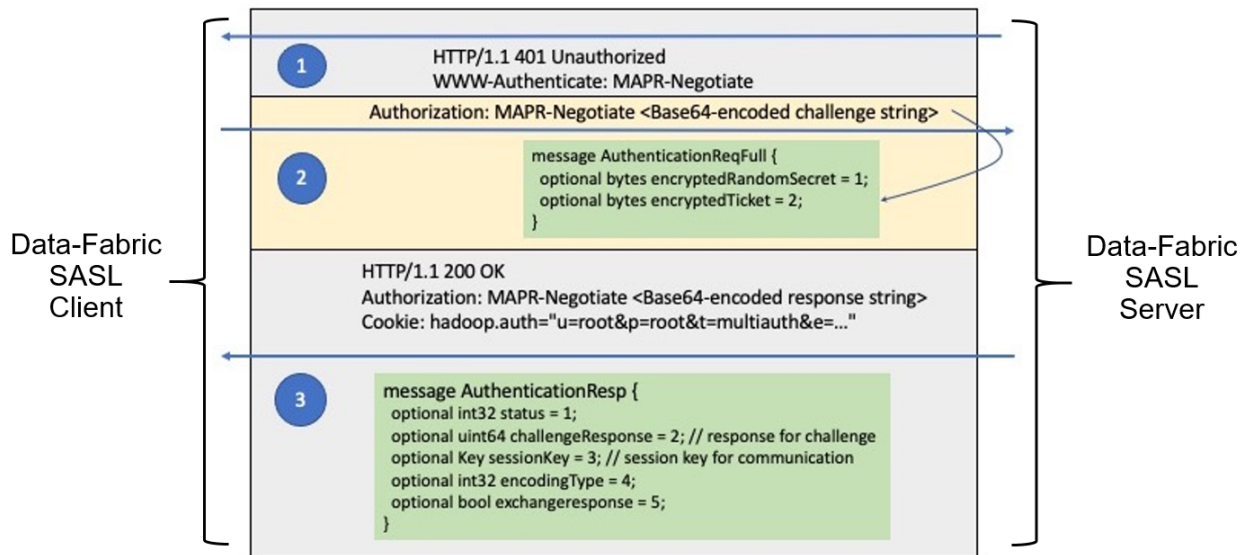 1
HTTP/1.1 401 Unauthorized
WWW-Authenticate: MAPR-Negotiate
Authorization: MAPR-Negotiate <Base64-encoded challenge string>
2
message AuthenticationReqFull {
optional bytes encryptedRandomSecret = 1;
optional bytes encryptedTicket = 2;
}
Data-Fabric
SASL
Client
Data-Fabric
SASL
Server
HTTP/1.1 200 OK
Authorization: MAPR-Negotiate <Base64-encoded response string>
Cookie: hadoop.auth="u=root&p=root&t=multiauth&e=..."
3
message AuthenticationResp {
optional int32 status = 1;
optional uint64 challengeResponse = 2; // response for challenge
optional Key sessionKey = 3; // session key for communication
optional int32 encodingType = 4;
optional bool exchangeresponse = 5;
}